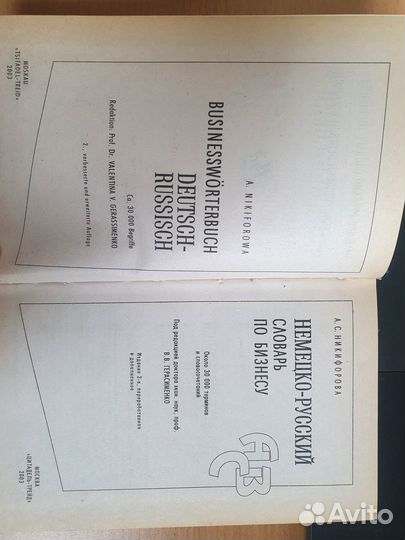 A. NIKIFOROWA
BUSINESSWÖRTERBUCH
DEUTSCH-
RUSSISCH
Ca. 30 000 Begriffe
Redaktion: Prof. Dr. VALENTINA V. GERASSIMENKO
2., verbesserte und erweiterte Auflage
MOSKAU
«TSITADEL-TREID»
2003
А.С.НИКИФОРОВА
НЕМЕЦКО-РУССКИЙ
СЛОВАРЬ
ПО БИЗНЕСУ
Около 30 000 терминов
и словосочетаний
Под редакцией доктора экон. наук, проф.
В.В. ГЕРАСИМЕНКО
Издание 2-е, переработанное
и дополненное
АВС
МОСКВА
«ЦИТАДЕЛЬ-ТРЕЙД»
2003
Avito